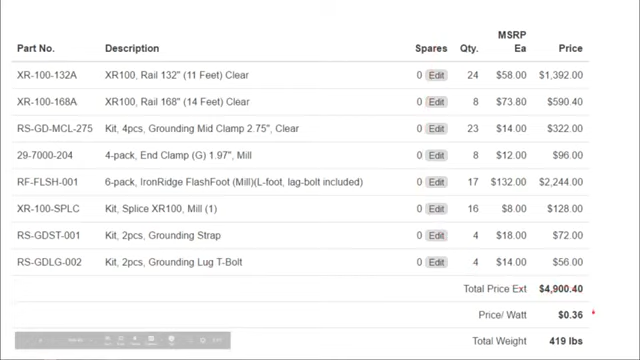 MSRP
Part No. Description Spares Qty. Ea Price
XR-100-132A XR100, Rail 132" (11 Feet) Clear 0 Edit 24 $58.00 $1,392.00
XR-100-168A XR100, Rail 168" (14 Feet) Clear 0 Edit 8 $73.80 $590.40
RS-GD-MCL-275 Kit, 4pcs, Grounding Mid Clamp 2.75", Clear 0 Edit 23 $14.00 $322.00
29-7000-204 4-pack, End Clamp (G) 1.97", Mill 0 Edit 8 $12.00 $96.00
RF-FLSH-001 6-pack, IronRidge FlashFoot (Mill)(L-foot, lag-bolt included) 0 Edit 17 $132.00 $2,244.00
XR-100-SPLC Kit, Splice XR100, Mill (1) 0 Edit 16 $8.00 $128.00
RS-GDST-001 Kit, 2pcs, Grounding Strap 0 Edit 4 $18.00 $72.00
RS-GDLG-002 Kit, 2pcs, Grounding Lug T-Bolt 0 Edit 4 $14.00 $56.00
Total Price Ext $4,900.40
Price/ Watt $0.36
Total Weight 419 lbs